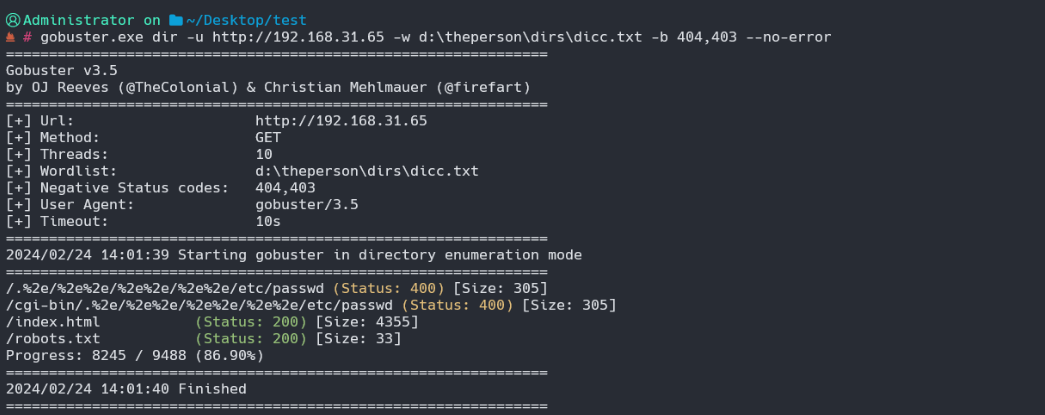 Administrator on ~/Desktop/test
# gobuster.exe dir -u http://192.168.31.65 -w d:\theperson\dirs\dicc.txt -b 404,403 --no-error
===============================================================
Gobuster v3.5
by OJ Reeves (@TheColonial) & Christian Mehlmauer (@firefart)
===============================================================
[+] Url:                     http://192.168.31.65
[+] Method:                  GET
[+] Threads:                 10
[+] Wordlist:                d:\theperson\dirs\dicc.txt
[+] Negative Status codes:   404,403
[+] User Agent:              gobuster/3.5
[+] Timeout:                 10s
===============================================================
2024/02/24 14:01:39 Starting gobuster in directory enumeration mode
===============================================================
/.%2e/%2e%2e/%2e%2e/%2e%2e/etc/passwd (Status: 400) [Size: 305]
/cgi-bin/.%2e/%2e%2e/%2e%2e/%2e%2e/etc/passwd (Status: 400) [Size: 305]
/index.html           (Status: 200) [Size: 4355]
/robots.txt           (Status: 200) [Size: 33]
Progress: 8245 / 9488 (86.90%)
===============================================================
2024/02/24 14:01:40 Finished
===============================================================